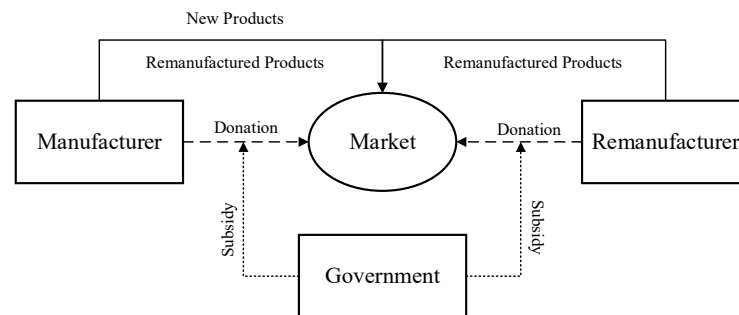 New Products
Remanufactured Products
Remanufactured Products
Manufacturer
Donation
Market
Donation
Remanufacturer
Subsidy
Subsidy
Government